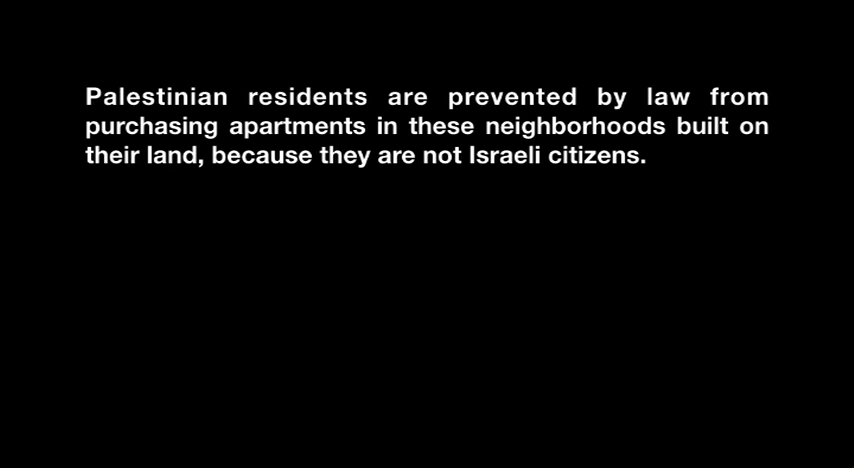 Palestinian residents are prevented by law from
purchasing apartments in these neighborhoods built on
their land, because they are not Israeli citizens.